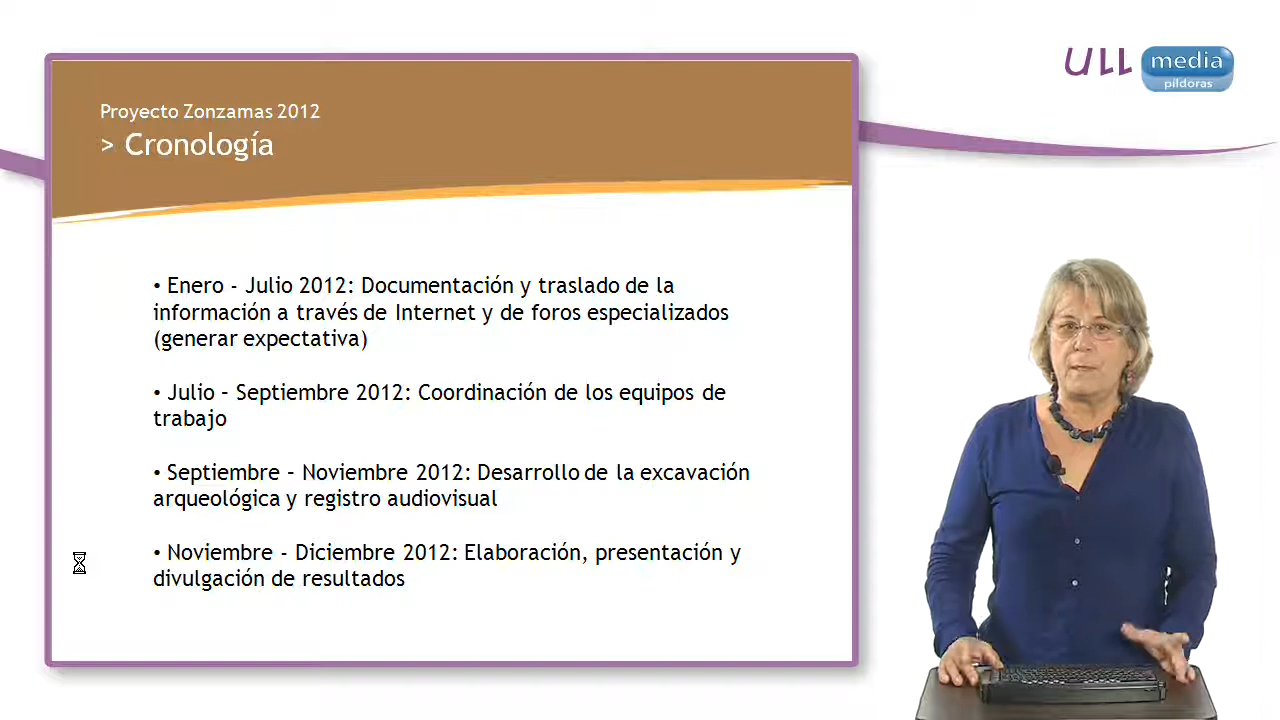 ULL media
píldoras
Proyecto Zonzamas 2012
> Cronología
• Enero - Julio 2012: Documentación y traslado de la
información a través de Internet y de foros especializados
(generar expectativa)
• Julio – Septiembre 2012: Coordinación de los equipos de
trabajo
• Septiembre – Noviembre 2012: Desarrollo de la excavación
arqueológica y registro audiovisual
• Noviembre - Diciembre 2012: Elaboración, presentación y
divulgación de resultados